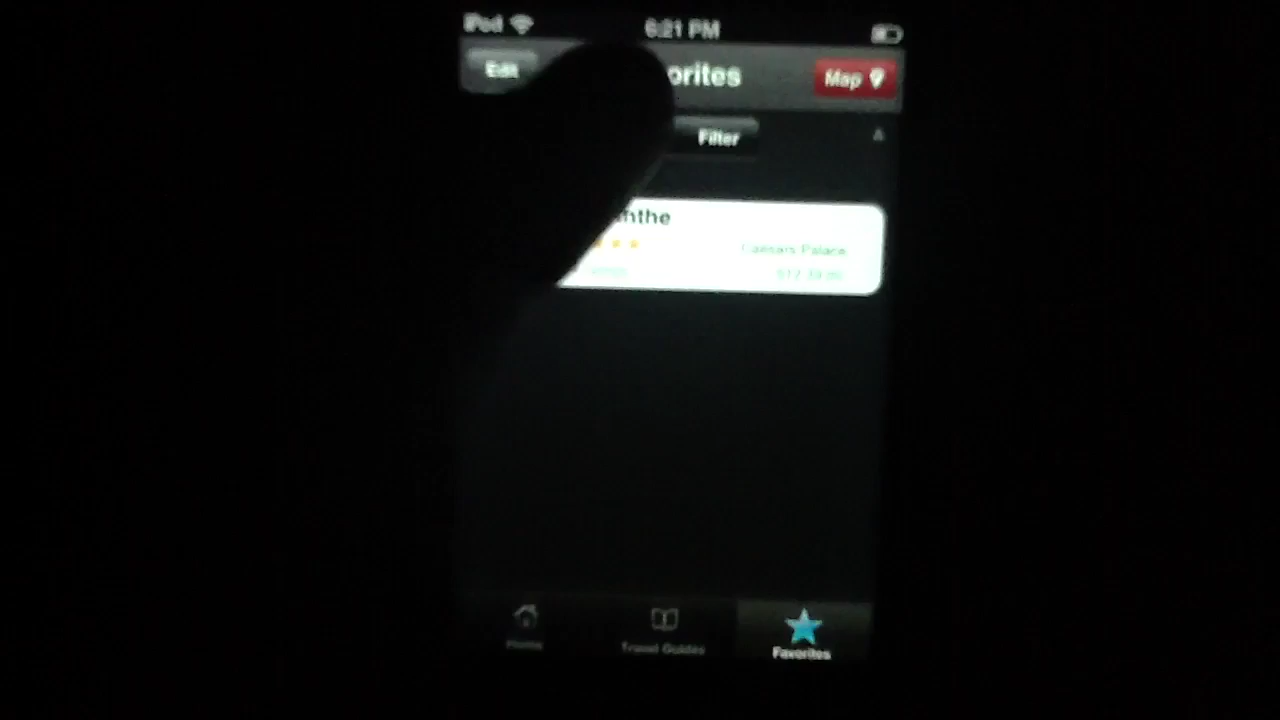 iPod 6:21 PM
Edit orites Map
Filter
nthe
Caesars Palace
Home Travel Guides Favorites